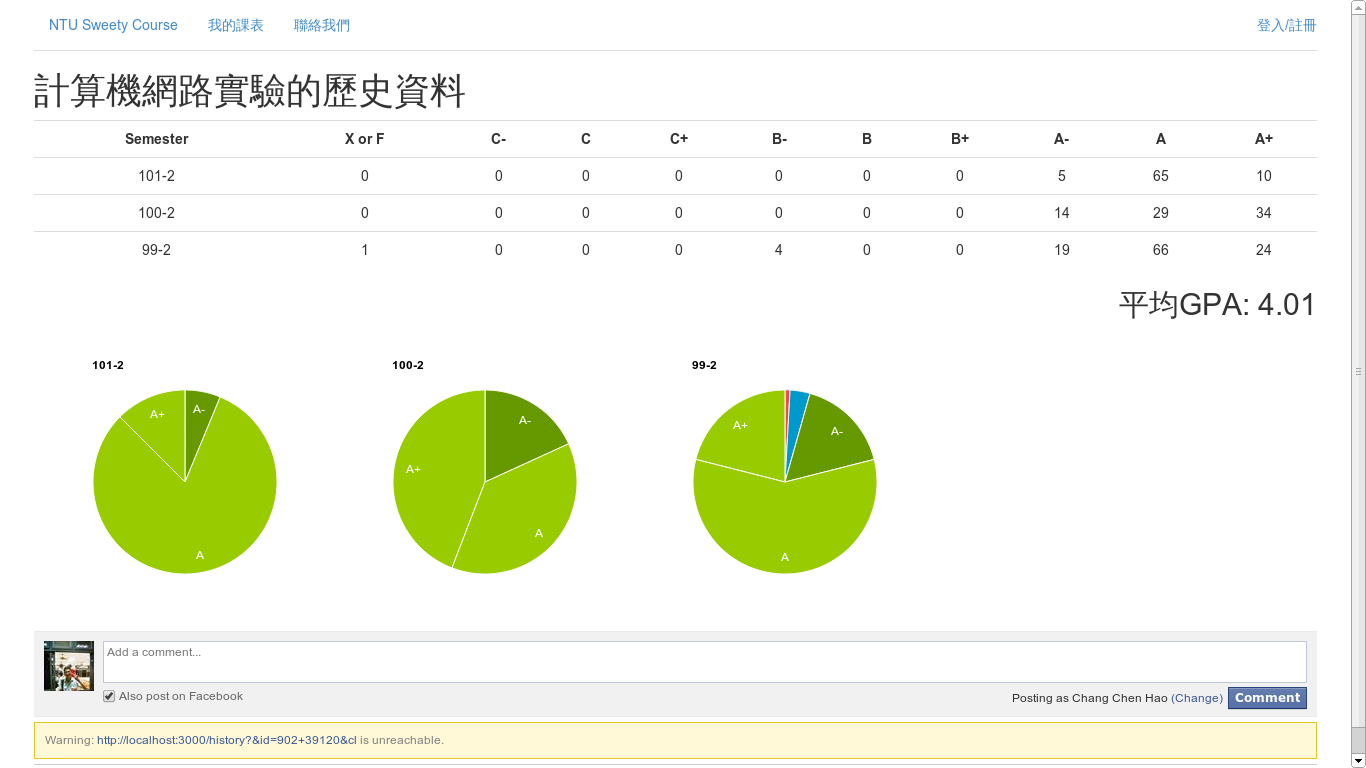 NTU Sweety Course 我的課表 聯絡我們 登入/註冊
計算機網路實驗的歷史資料
Semester X or F C- C C+ B- B B+ A- A A+
101-2 0 0 0 0 0 0 0 5 65 10
100-2 0 0 0 0 0 0 0 14 29 34
99-2 1 0 0 0 4 0 0 19 66 24
平均GPA: 4.01
101-2 100-2 99-2
A+ A- A
A- A+ A
A+ A- A
Add a comment...
Also post on Facebook Posting as Chang Chen Hao (Change) Comment
Warning: http://localhost:3000/history?&id=902+39120&cl is unreachable.